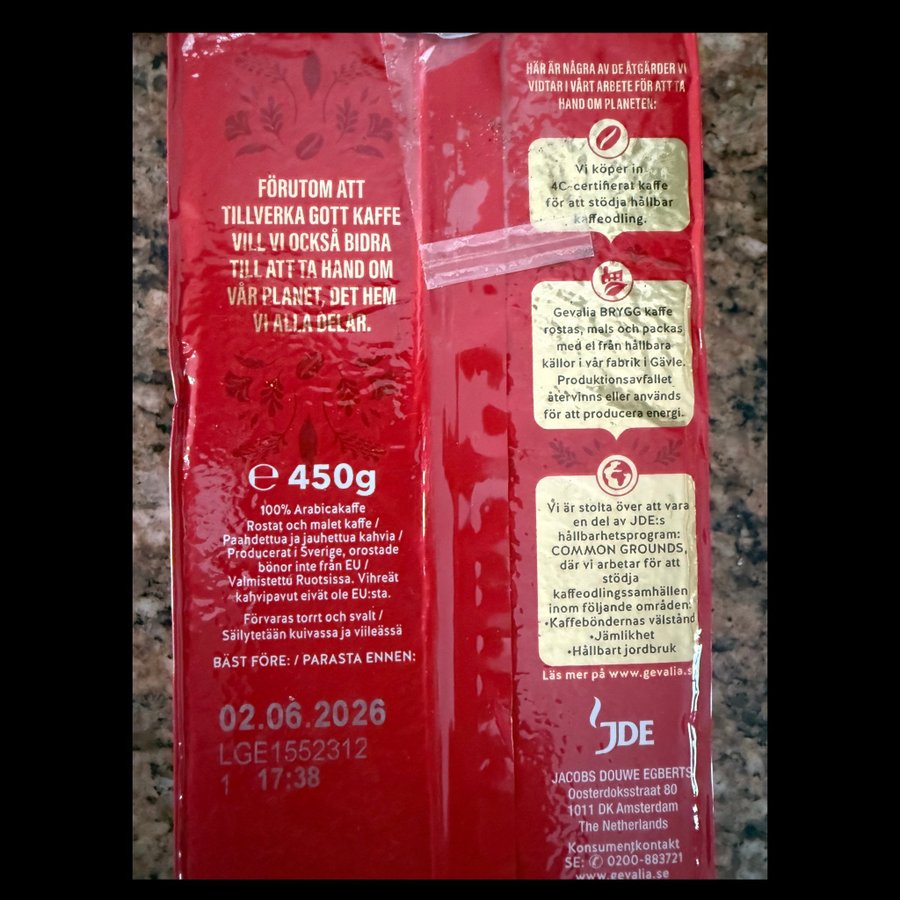 FÖRUTOM ATT
TILLVERKA GOTT KAFFE
VILL VI OCKSÅ BIDRA
TILL ATT TA HAND OM
VÅR PLANET, DET HEM
VI ALLA DELAR.
℮ 450g
100% Arabicakaffe
Rostat och malet kaffe /
Paahdettua ja jauhettua kahvia /
Producerat i Sverige, orostade
bönor inte från EU /
Valmistettu Ruotsissa. Vihreät
kahvipavut eivät ole EU:sta.
Förvaras torrt och svalt /
Säilytetään kuivassa ja viileässä
BÄST FÖRE: / PARASTA ENNEN:
02.06.2026
LGE1552312
1 17:38
HÄR ÄR NÅGRA AV DE ÅTGÄRDER VI
VIDTAR I VÅRT ARBETE FÖR ATT TA
HAND OM PLANETEN:
Vi köper in
4C-certifierat kaffe
för att stödja hållbar
kaffeodling.
Gevalia BRYGG kaffe
rostas, mals och packas
med el från hållbara
källor i vår fabrik i Gävle.
Produktionsavfallet
återvinns eller används
för att producera energi.
Vi är stolta över att vara
en del av JDE:s
hållbarhetsprogram:
COMMON GROUNDS,
där vi arbetar för att
stödja
kaffeodlingssamhällen
inom följande områden:
•Kaffeböndernas välstånd
•Jämlikhet
•Hållbart jordbruk
Läs mer på www.gevalia.s
JDE
JACOBS DOUWE EGBERTS
Oosterdoksstraat 80
1011 DK Amsterdam
The Netherlands
Konsumentkontakt
SE: ✆ 0200-883721
www.gevalia.se